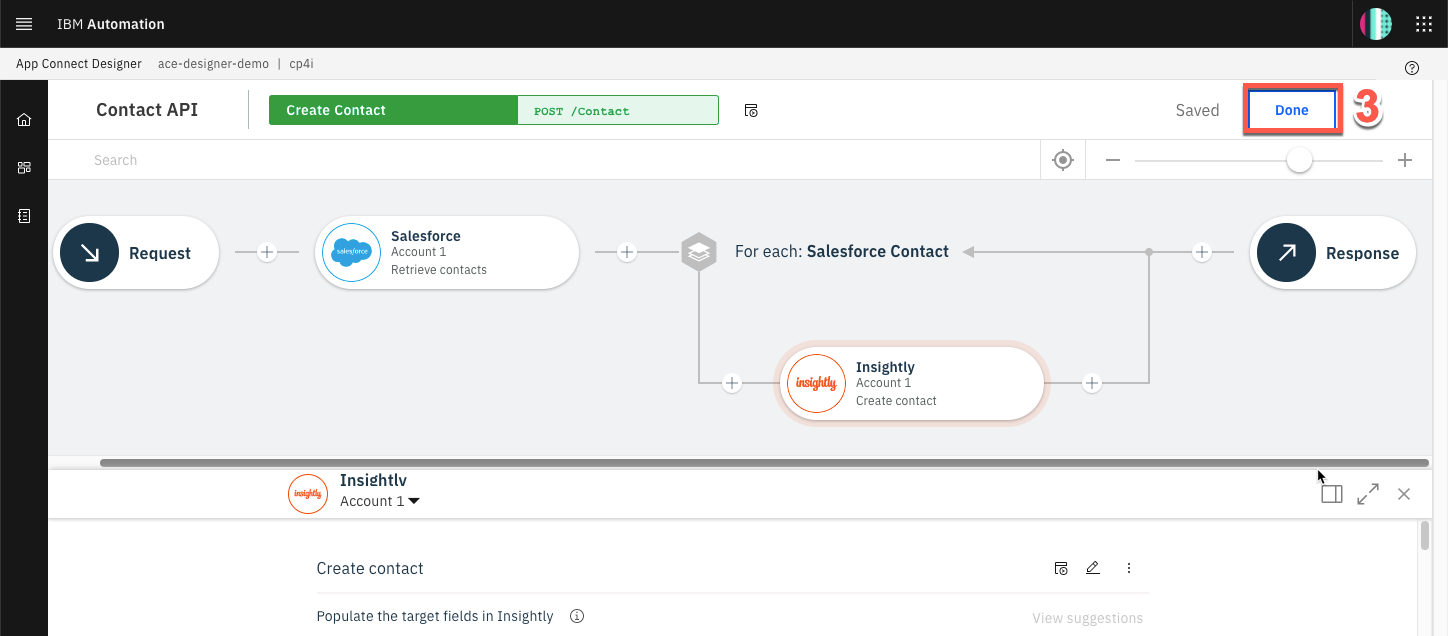 IBM Automation
App Connect Designer ace-designer-demo | cp4i
Contact API
Create Contact
POST /Contact
Saved
Done
3
Search
Request
salesforce
Salesforce
Account 1
Retrieve contacts
For each: Salesforce Contact
Response
insightly
Insightly
Account 1
Create contact
insightly
Insightly
Account 1
Create contact
Populate the target fields in Insightly
View suggestions